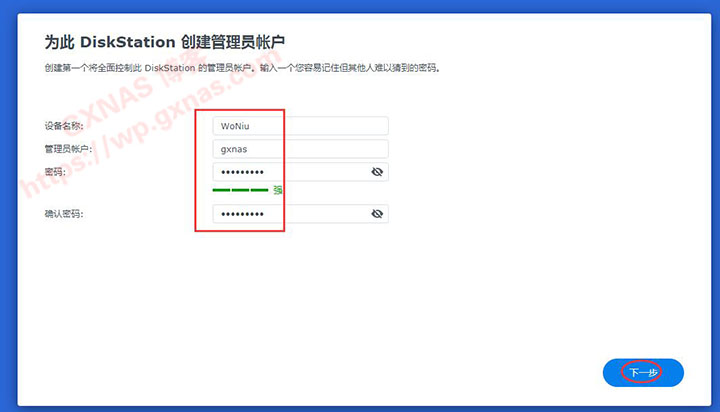 为此 DiskStation 创建管理员帐户
创建第一个将全面控制此 DiskStation 的管理员帐户。输入一个您容易记住但其他人难以猜到的密码。
GXNAS 博客
https://wp.gxnas.com
设备名称:
WoNiu
管理员帐户:
gxnas
密码:
•••••••••
强
确认密码:
•••••••••
下一步